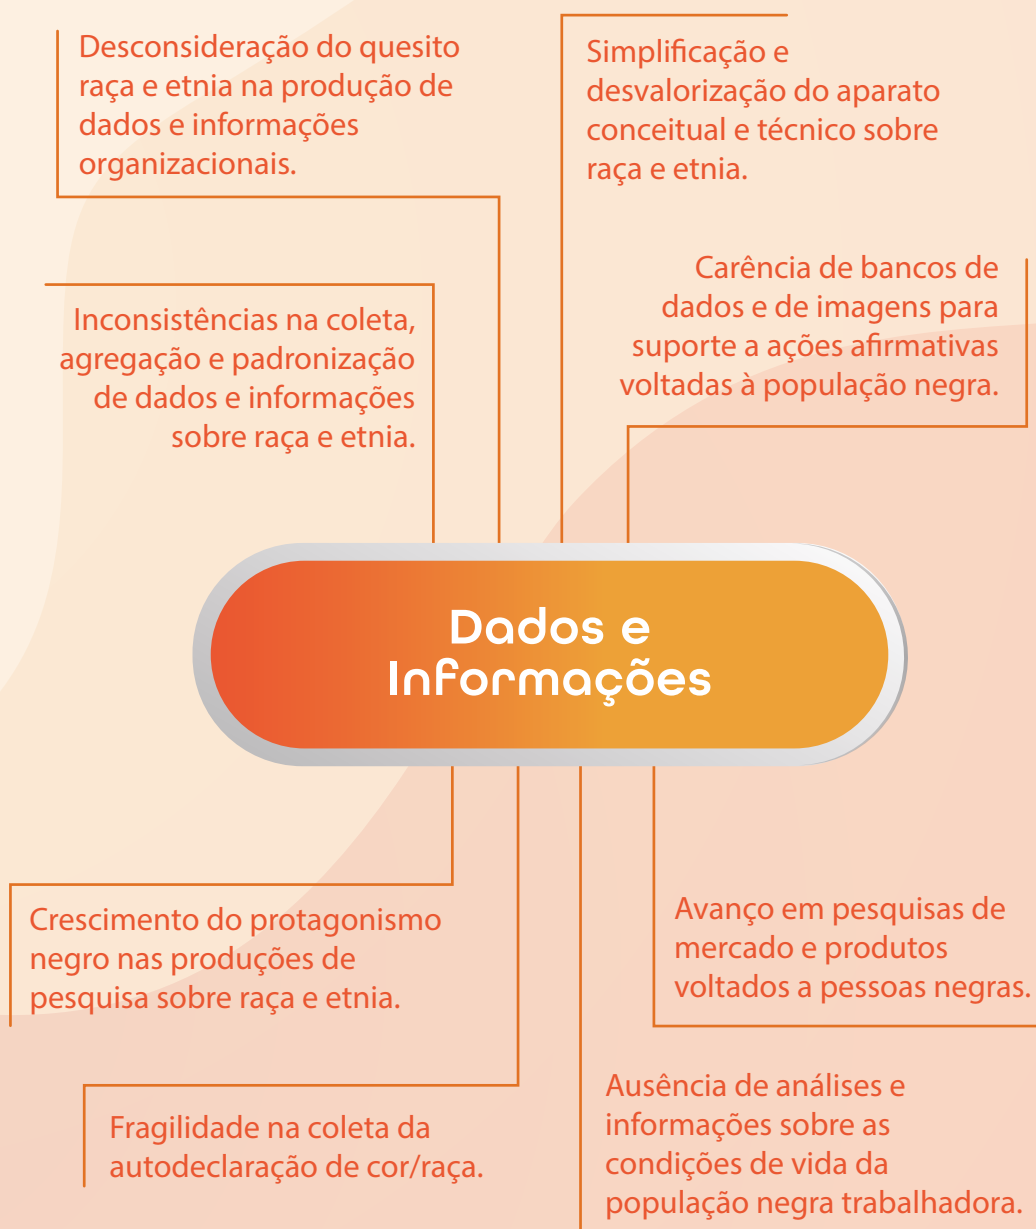 Desconsideração do quesito
raça e etnia na produção de
dados e informações
organizacionais.
Simplificação e
desvalorização do aparato
conceitual e técnico sobre
raça e etnia.
Inconsistências na coleta,
agregação e padronização
de dados e informações
sobre raça e etnia.
Carência de bancos de
dados e de imagens para
suporte a ações afirmativas
voltadas à população negra.
Dados e
Informações
Crescimento do protagonismo
negro nas produções de
pesquisa sobre raça e etnia.
Avanço em pesquisas de
mercado e produtos
voltados a pessoas negras.
Fragilidade na coleta da
autodeclaração de cor/raça.
Ausência de análises e
informações sobre as
condições de vida da
população negra trabalhadora.